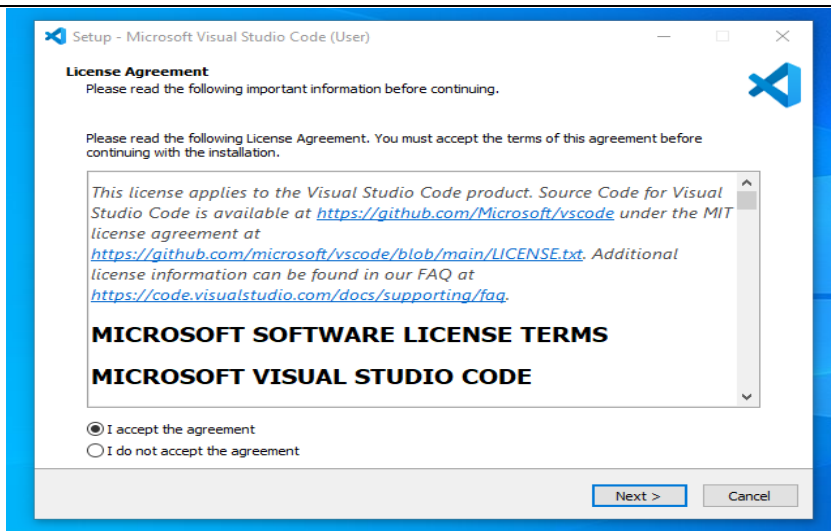 Setup - Microsoft Visual Studio Code (User)
License Agreement
Please read the following important information before continuing.
Please read the following License Agreement. You must accept the terms of this agreement before
continuing with the installation.
This license applies to the Visual Studio Code product. Source Code for Visual
Studio Code is available at https://github.com/Microsoft/vscode under the MIT
license agreement at
https://github.com/microsoft/vscode/blob/main/LICENSE.txt. Additional
license information can be found in our FAQ at
https://code.visualstudio.com/docs/supporting/faq.
MICROSOFT SOFTWARE LICENSE TERMS
MICROSOFT VISUAL STUDIO CODE
I accept the agreement
I do not accept the agreement
Next >
Cancel